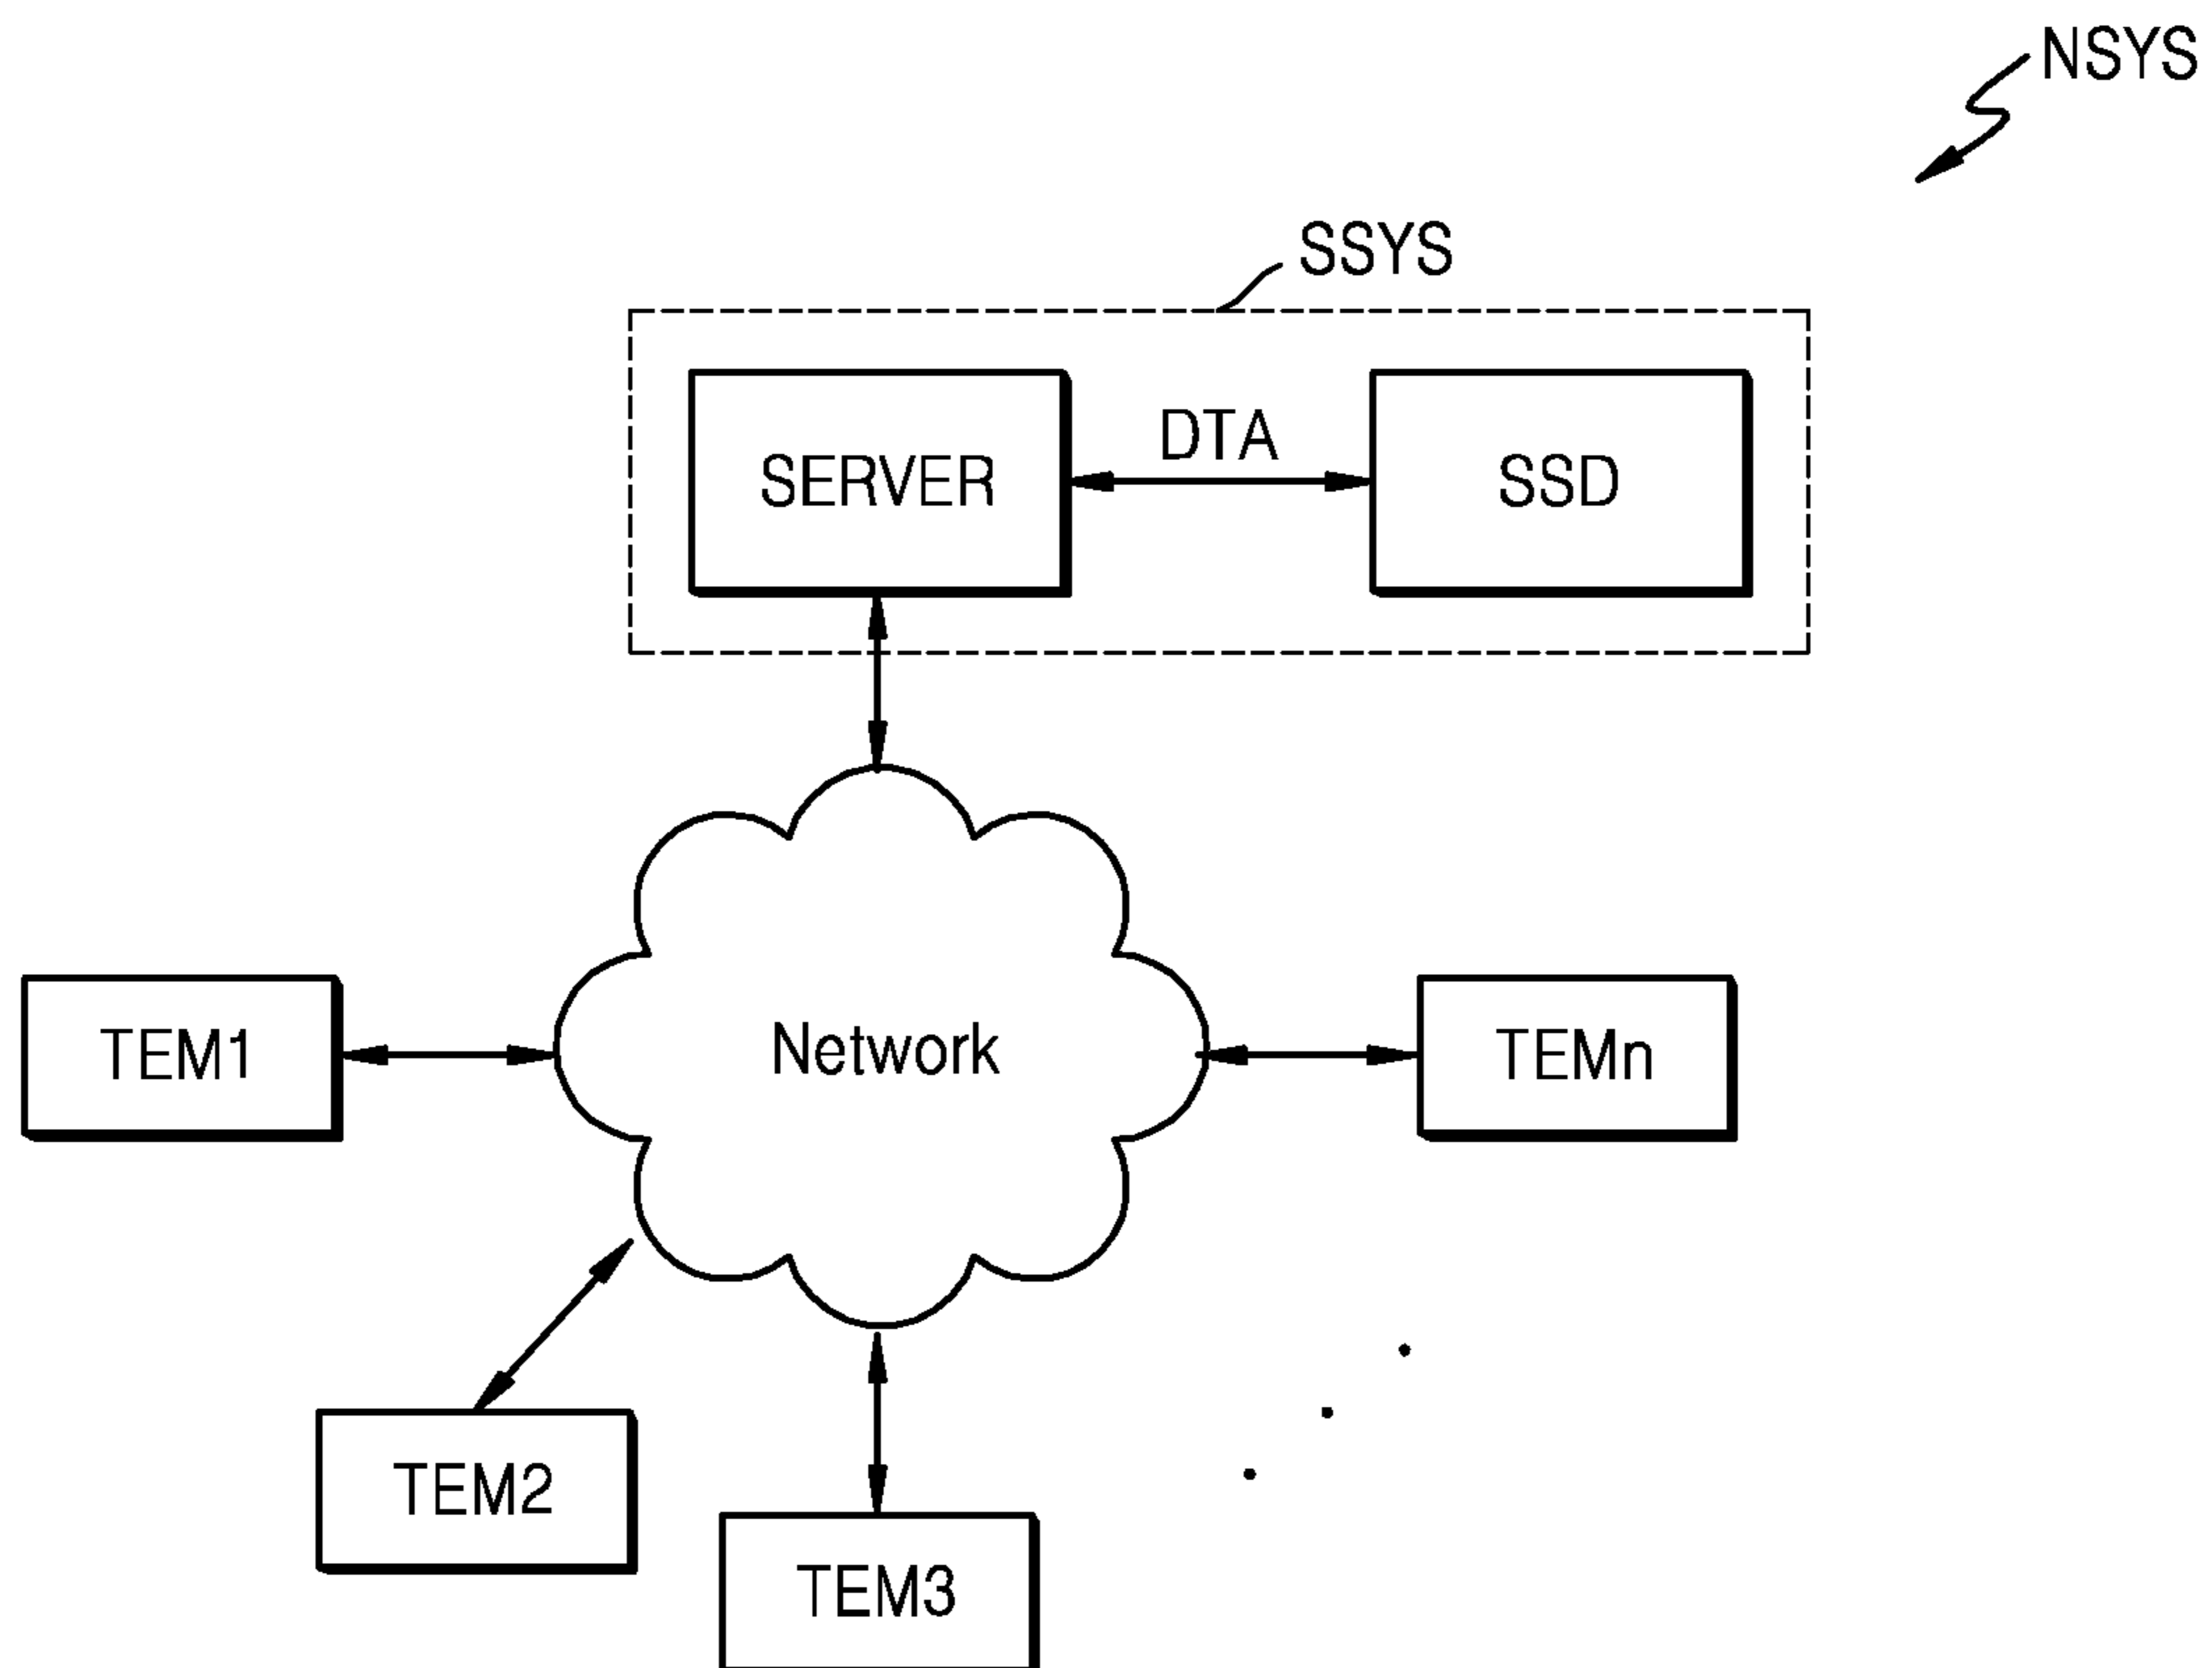 NSYS
SSYS
DTA
SERVER
SSD
Network
TEM1
TEMn
TEM2
TEM3